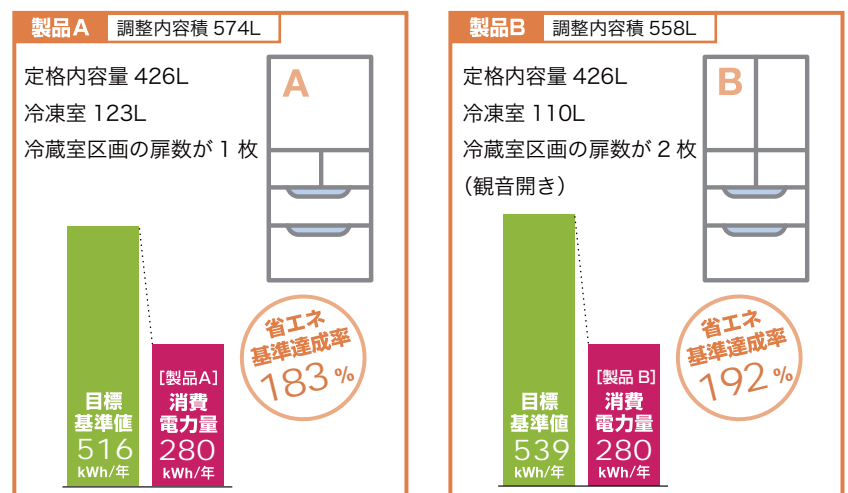 製品A 調整内容積 574L
定格内容量 426L
冷凍室 123L
冷蔵室区画の扉数が 1 枚
A
省エネ
基準達成率
183%
目標
基準値
516
kWh/年
[製品A]
消費
電力量
280
kWh/年
製品B 調整内容積 558L
定格内容量 426L
冷凍室 110L
冷蔵室区画の扉数が 2 枚
(観音開き)
B
省エネ
基準達成率
192%
目標
基準値
539
kWh/年
[製品 B]
消費
電力量
280
kWh/年